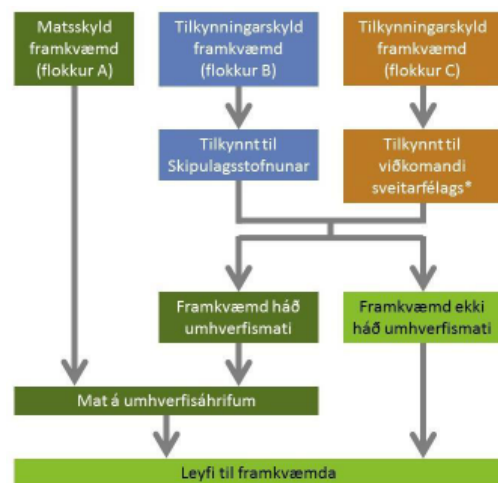 Matsskyld
framkvæmd
(flokkur A)
Tilkynningarskyld
framkvæmd
(flokkur B)
Tilkynningarskyld
framkvæmd
(flokkur C)
Tilkynnt til
Skipulagsstofnunar
Tilkynnt til
viðkomandi
sveitarfélags*
Framkvæmd háð
umhverfismati
Framkvæmd ekki
háð umhverfismati
Mat á umhverfisáhrifum
Leyfi til framkvæmda